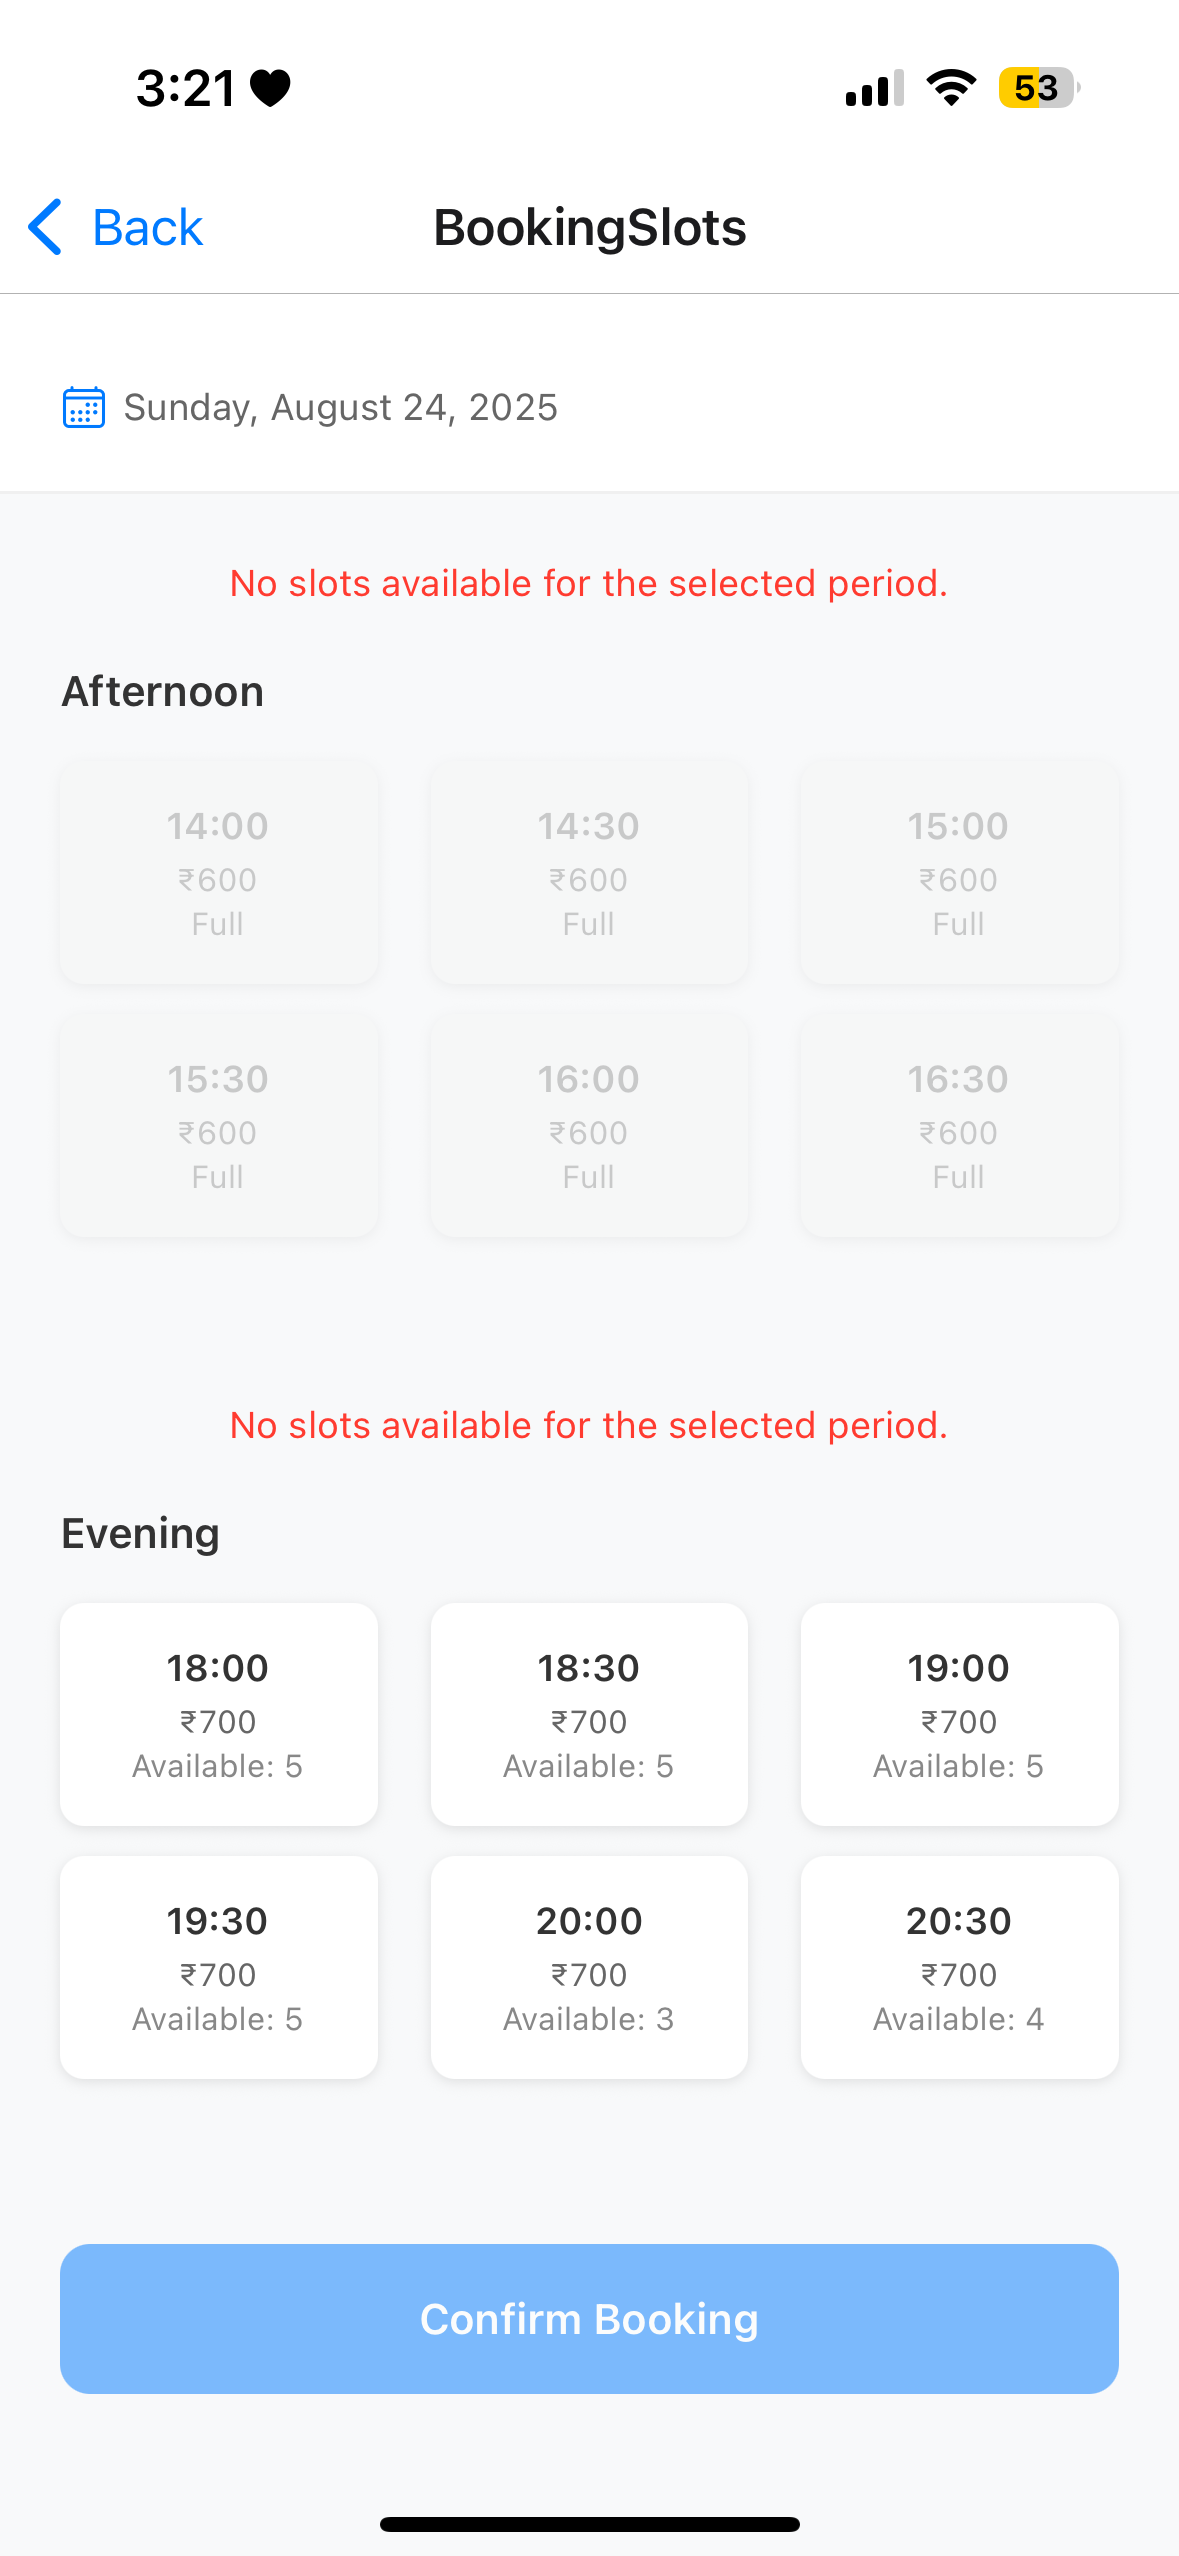 3:21
53
Back
BookingSlots
Sunday, August 24, 2025
No slots available for the selected period.
Afternoon
14:00
₹600
Full
14:30
₹600
Full
15:00
₹600
Full
15:30
₹600
Full
16:00
₹600
Full
16:30
₹600
Full
No slots available for the selected period.
Evening
18:00
₹700
Available: 5
18:30
₹700
Available: 5
19:00
₹700
Available: 5
19:30
₹700
Available: 5
20:00
₹700
Available: 3
20:30
₹700
Available: 4
Confirm Booking